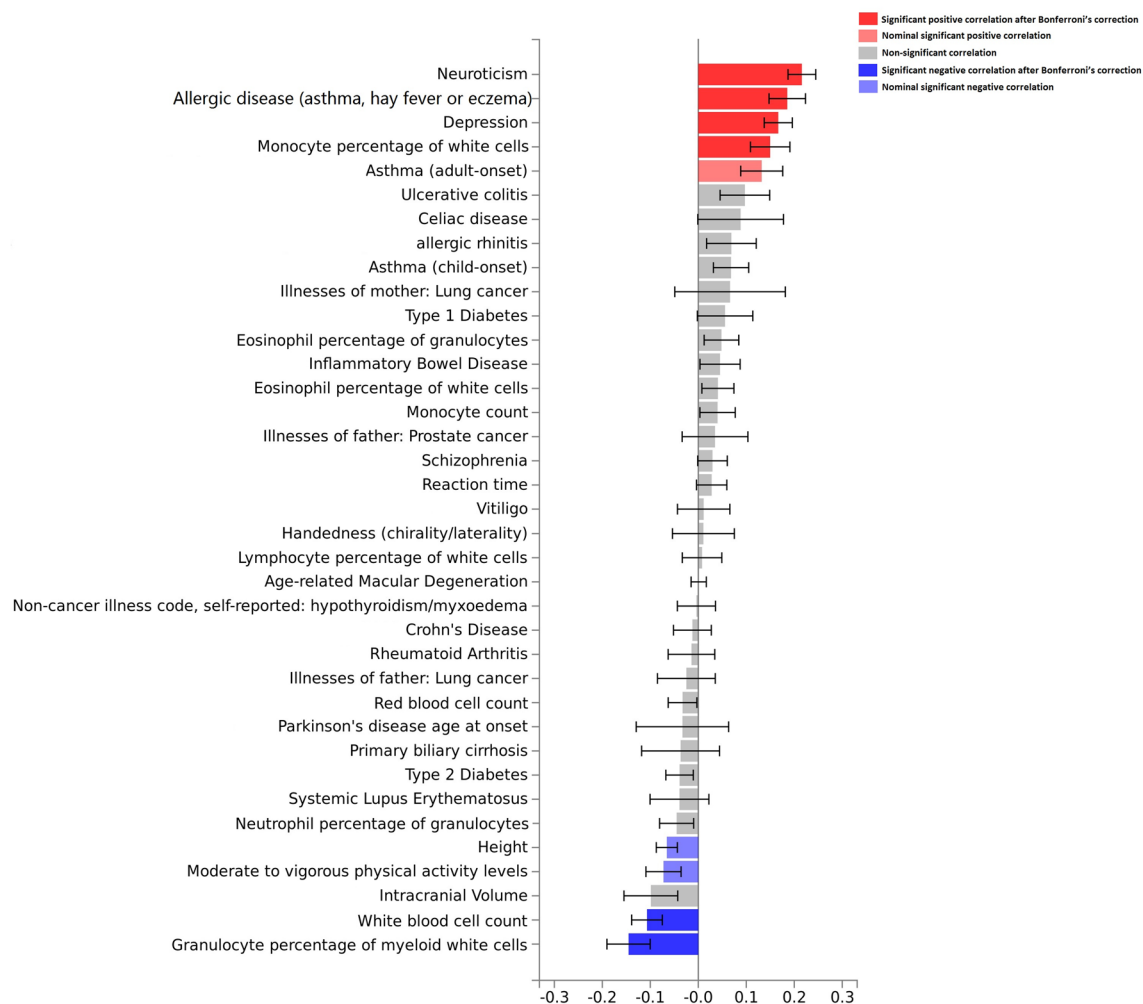 Significant positive correlation after Bonferroni's correction
Nominal significant positive correlation
Non-significant correlation
Significant negative correlation after Bonferroni's correction
Nominal significant negative correlation
Neuroticism
Allergic disease (asthma, hay fever or eczema)
Depression
Monocyte percentage of white cells
Asthma (adult-onset)
Ulcerative colitis
Celiac disease
allergic rhinitis
Asthma (child-onset)
Illnesses of mother: Lung cancer
Type 1 Diabetes
Eosinophil percentage of granulocytes
Inflammatory Bowel Disease
Eosinophil percentage of white cells
Monocyte count
Illnesses of father: Prostate cancer
Schizophrenia
Reaction time
Vitiligo
Handedness (chirality/laterality)
Lymphocyte percentage of white cells
Age-related Macular Degeneration
Non-cancer illness code, self-reported: hypothyroidism/myxoedema
Crohn's Disease
Rheumatoid Arthritis
Illnesses of father: Lung cancer
Red blood cell count
Parkinson's disease age at onset
Primary biliary cirrhosis
Type 2 Diabetes
Systemic Lupus Erythematosus
Neutrophil percentage of granulocytes
Height
Moderate to vigorous physical activity levels
Intracranial Volume
White blood cell count
Granulocyte percentage of myeloid white cells
-0.3 -0.2 -0.1 -0.0 0.1 0.2 0.3